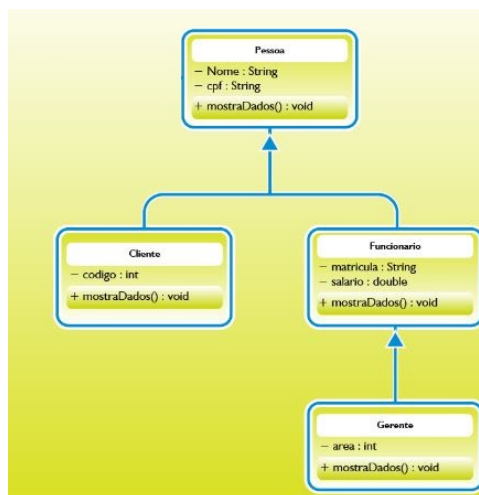 Pessoa
− Nome : String
− cpf : String
+ mostraDados() : void
Cliente
− codigo : int
+ mostraDados() : void
Funcionario
− matricula : String
− salario : double
+ mostraDados() : void
Gerente
− area : int
+ mostraDados() : void